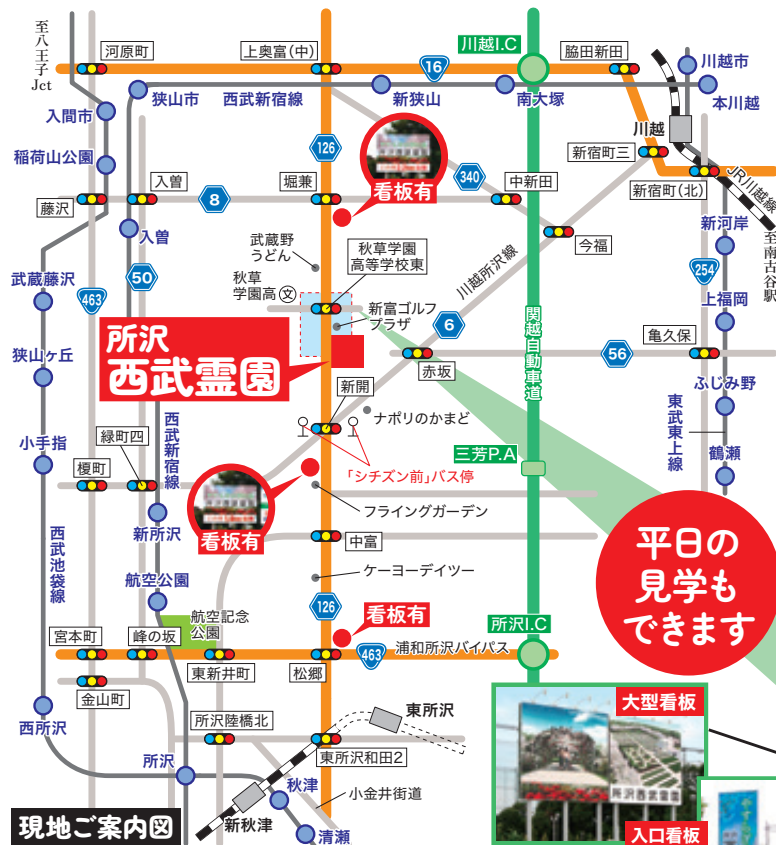 至八王子
Jct
河原町
上奥富(中)
16
川越I.C
脇田新田
川越市
本川越
入間市
狭山市
西武新宿線
新狭山
南大塚
川越
稲荷山公園
126
看板有
340
新宿町三
新宿町(北)
JR川越線
至南古谷駅
藤沢
入曽
8
堀兼
中新田
入曽
武蔵野
うどん
秋草学園
高等学校東
今福
新河岸
武蔵藤沢
50
463
秋草
学園高
文
新富ゴルフ
プラザ
川越所沢線
254
上福岡
所沢
西武霊園
6
関越自動車道
56
亀久保
狭山ヶ丘
赤坂
ふじみ野
新開
ナポリのかまど
東武東上線
小手指
緑町四
西武新宿線
榎町
「シチズン前」バス停
三芳P.A
鶴瀬
看板有
フライングガーデン
新所沢
中富
西武池袋線
航空公園
ケーヨーデイツー
平日の
見学も
できます
航空記念
公園
126
看板有
所沢I.C
宮本町
峰の坂
東新井町
松郷
463
浦和所沢バイパス
金山町
西所沢
所沢陸橋北
東所沢
東所沢和田2
大型看板
所沢
秋津
小金井街道
所沢西武霊園
新秋津
清瀬
入口看板
現地ご案内図